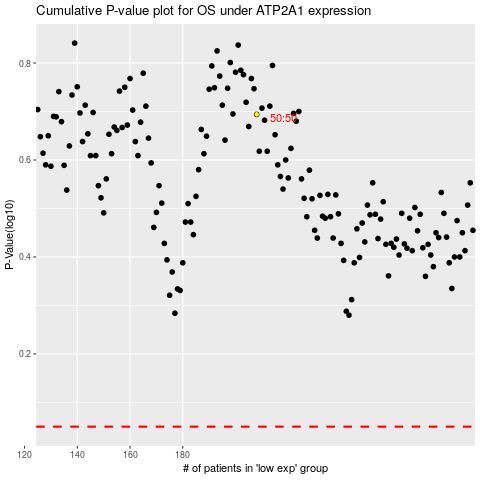 Cumulative P-value plot for OS under ATP2A1 expression
P-Value(log10)
0.8
0.6
0.4
0.2
50:50
120 140 160 180
# of patients in 'low exp' group